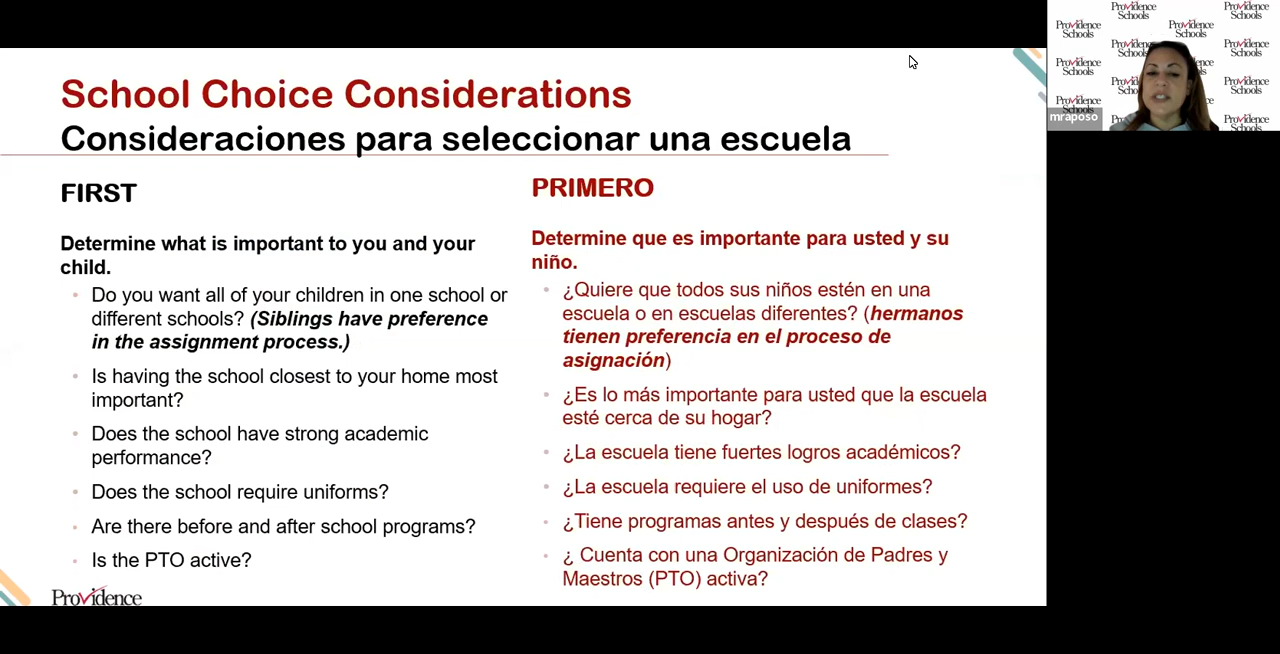 School Choice Considerations
Consideraciones para seleccionar una escuela
FIRST
Determine what is important to you and your
child.
Do you want all of your children in one school or
different schools? (Siblings have preference
in the assignment process.)
Is having the school closest to your home most
important?
Does the school have strong academic
performance?
Does the school require uniforms?
Are there before and after school programs?
Is the PTO active?
Providence
PRIMERO
Determine que es importante para usted y su
niño.
¿Quiere que todos sus niños estén en una
escuela o en escuelas diferentes? (hermanos
tienen preferencia en el proceso de
asignación)
¿Es lo más importante para usted que la escuela
esté cerca de su hogar?
¿La escuela tiene fuertes logros académicos?
¿La escuela requiere el uso de uniformes?
¿Tiene programas antes y después de clases?
¿ Cuenta con una Organización de Padres y
Maestros (PTO) activa?
Providence
Schools
Providence
Schools
Providence
Schools
Providence
Schools
Providence
Schools
Providence
Schools
Providence
Schools
Providence
Schools
Providence
Schools
mraposo